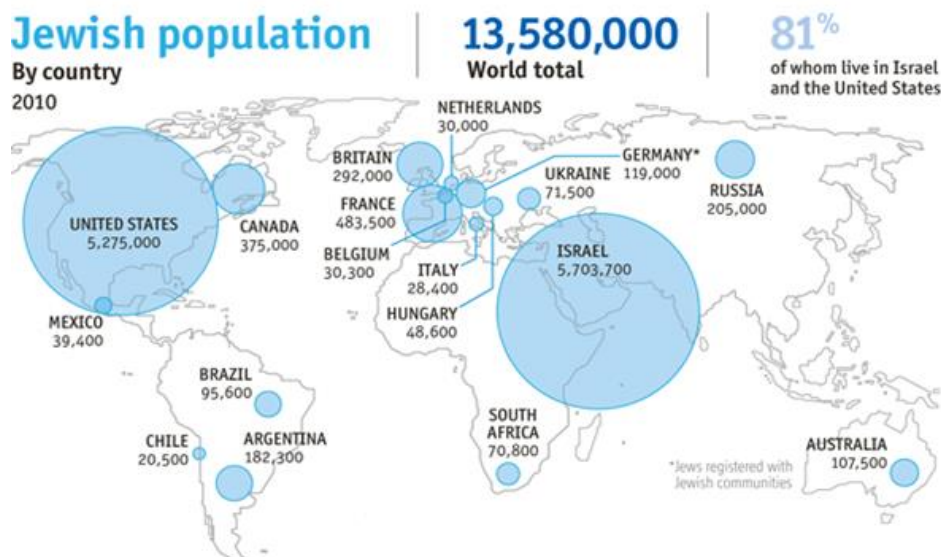 Jewish population
By country
2010
13,580,000
World total
81%
of whom live in Israel
and the United States
NETHERLANDS
30,000
BRITAIN
292,000
GERMANY*
119,000
UKRAINE
71,500
RUSSIA
205,000
FRANCE
483,500
UNITED STATES
5,275,000
CANADA
375,000
BELGIUM
30,300
ITALY
28,400
ISRAEL
5,703,700
HUNGARY
48,600
MEXICO
39,400
BRAZIL
95,600
CHILE
20,500
ARGENTINA
182,300
SOUTH
AFRICA
70,800
AUSTRALIA
107,500
*Jews registered with
Jewish communities